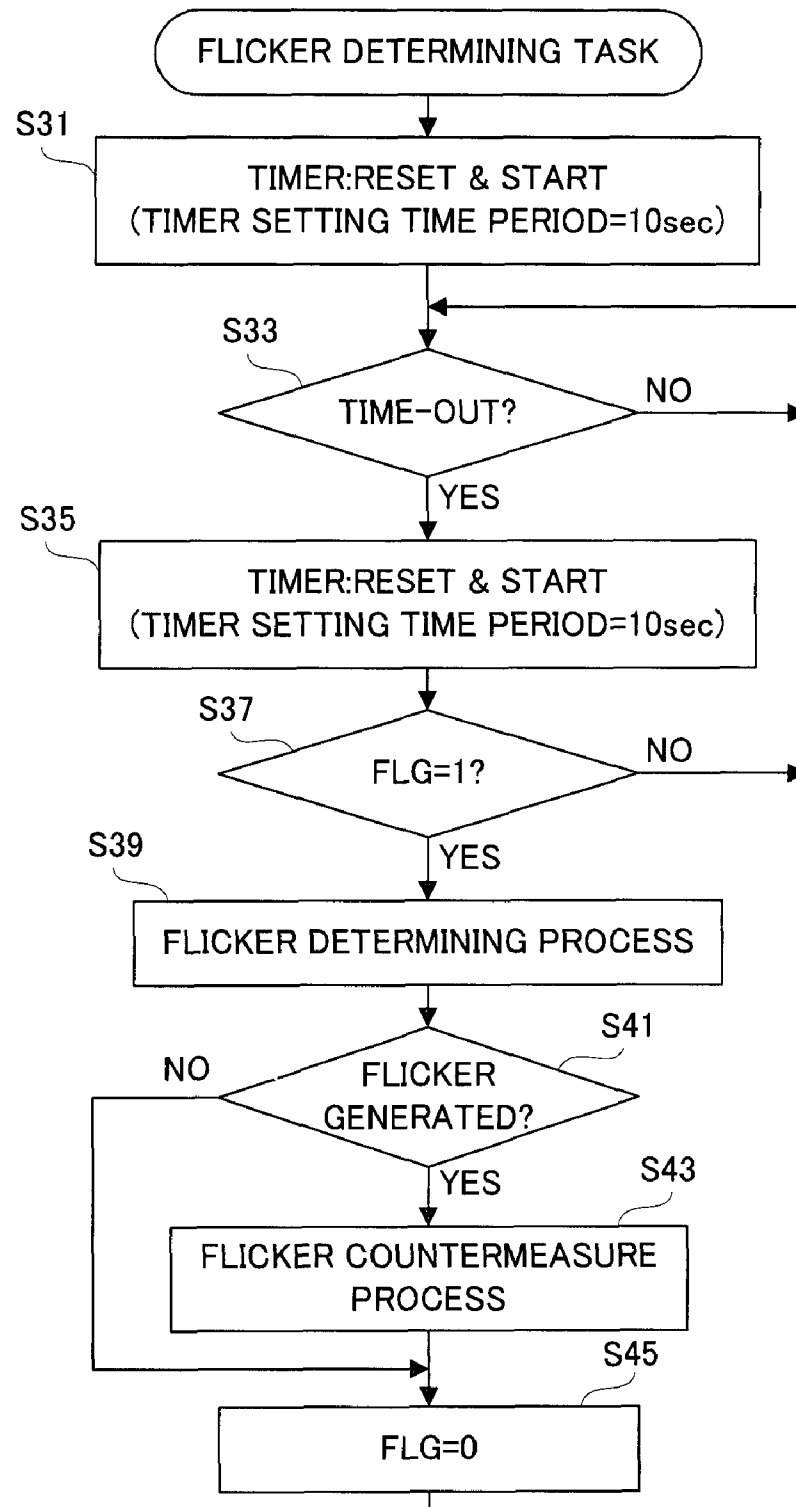 FLICKER DETERMINING TASK
S31
TIMER:RESET & START
(TIMER SETTING TIME PERIOD=10sec)
S33
TIME-OUT?
NO
YES
S35
TIMER:RESET & START
(TIMER SETTING TIME PERIOD=10sec)
S37
FLG=1?
NO
YES
S39
FLICKER DETERMINING PROCESS
S41
NO
FLICKER
GENERATED?
YES
S43
FLICKER COUNTERMEASURE
PROCESS
S45
FLG=0